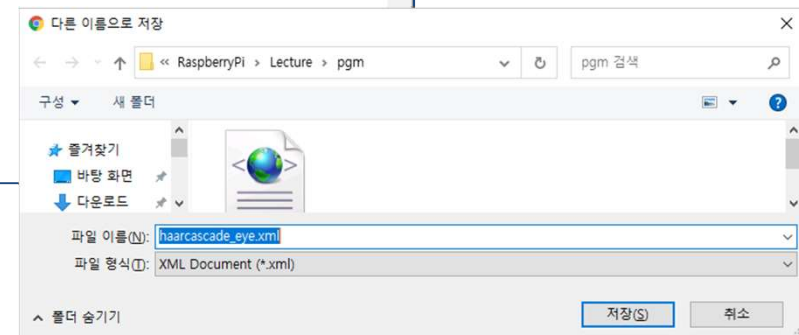 다른 이름으로 저장
« RaspberryPi › Lecture › pgm
pgm 검색
구성 새 폴더
즐겨찾기
바탕 화면
다운로드
파일 이름(N): haarcascade_eye.xml
파일 형식(T): XML Document (*.xml)
폴더 숨기기 저장(S) 취소